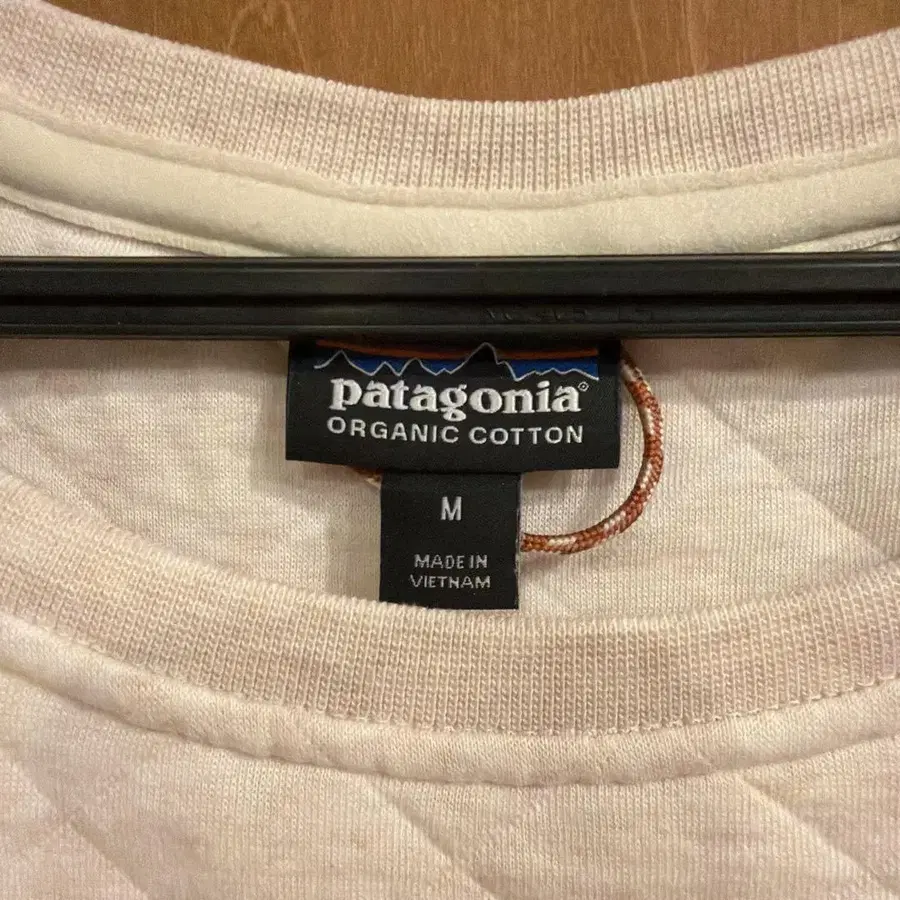 patagonia®
ORGANIC COTTON
M
MADE IN
VIETNAM